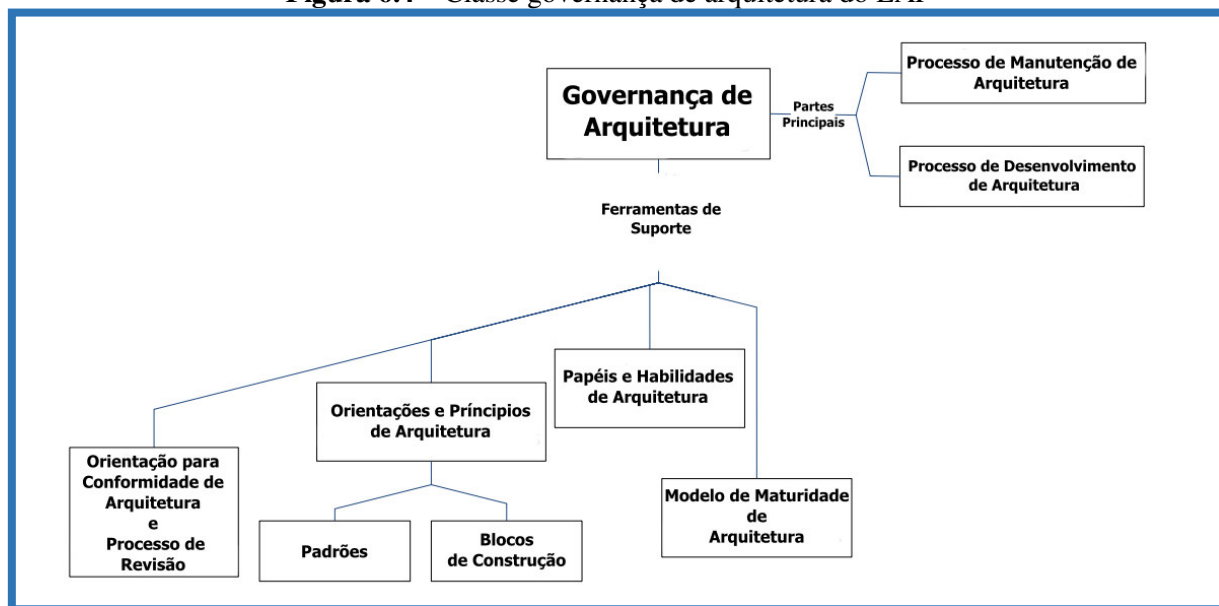 Governança de
Arquitetura
Partes
Principais
Processo de Manutenção de
Arquitetura
Processo de Desenvolvimento
de Arquitetura
Ferramentas de
Suporte
Papéis e Habilidades
de Arquitetura
Orientações e Príncipios
de Arquitetura
Orientação para
Conformidade de
Arquitetura
e
Processo de
Revisão
Padrões
Blocos
de Construção
Modelo de Maturidade
de
Arquitetura